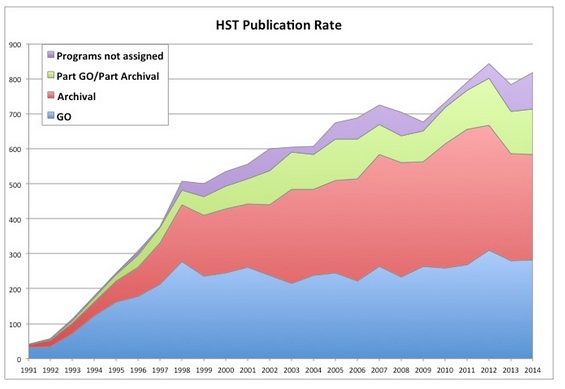 HST Publication Rate
900
800
700
600
500
400
300
200
100
0
Programs not assigned
Part GO/Part Archival
Archival
GO
1991 1992 1993 1994 1995 1996 1997 1998 1999 2000 2001 2002 2003 2004 2005 2006 2007 2008 2009 2010 2011 2012 2013 2014